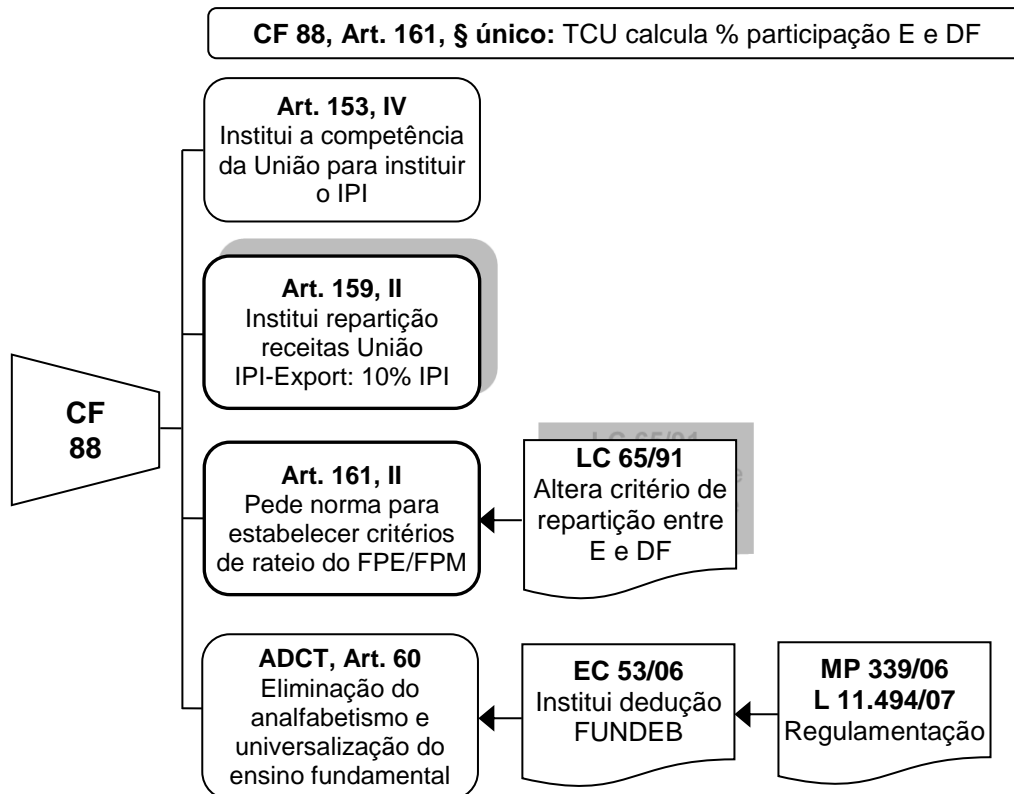 CF 88, Art. 161, § único: TCU calcula % participação E e DF
Art. 153, IV
Institui a competência
da União para instituir
o IPI
Art. 159, II
Institui repartição
receitas União
IPI-Export: 10% IPI
CF
88
Art. 161, II
Pede norma para
estabelecer critérios
de rateio do FPE/FPM
LC 65/91
LC 65/91
Altera critério de
repartição entre
E e DF
ADCT, Art. 60
Eliminação do
analfabetismo e
universalização do
ensino fundamental
EC 53/06
Institui dedução
FUNDEB
MP 339/06
L 11.494/07
Regulamentação